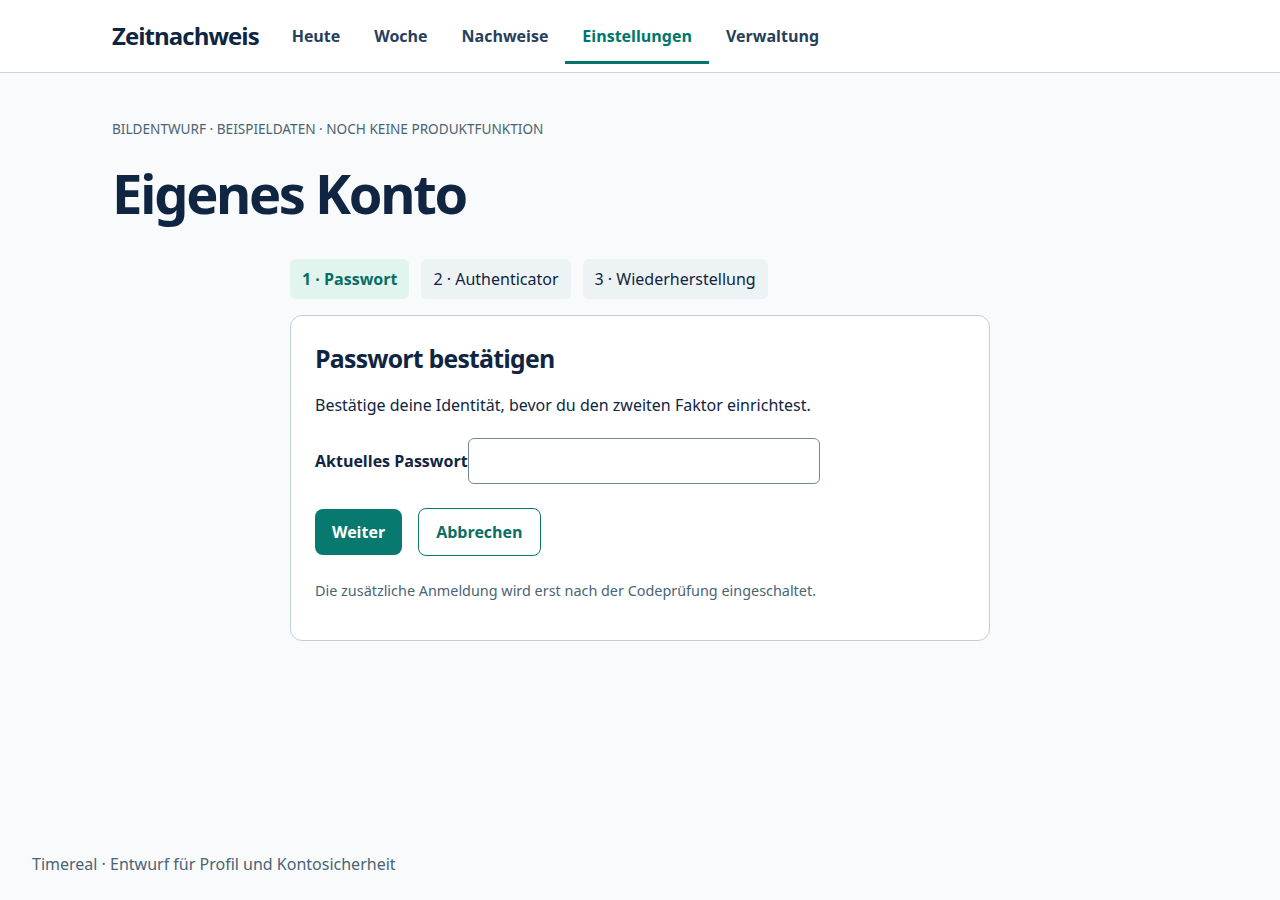 Zeitnachweis Heute Woche Nachweise Einstellungen Verwaltung
BILDENTWURF · BEISPIELDATEN · NOCH KEINE PRODUKTFUNKTION
Eigenes Konto
1 · Passwort 2 · Authenticator 3 · Wiederherstellung
Passwort bestätigen
Bestätige deine Identität, bevor du den zweiten Faktor einrichtest.
Aktuelles Passwort
Weiter Abbrechen
Die zusätzliche Anmeldung wird erst nach der Codeprüfung eingeschaltet.
Timereal · Entwurf für Profil und Kontosicherheit